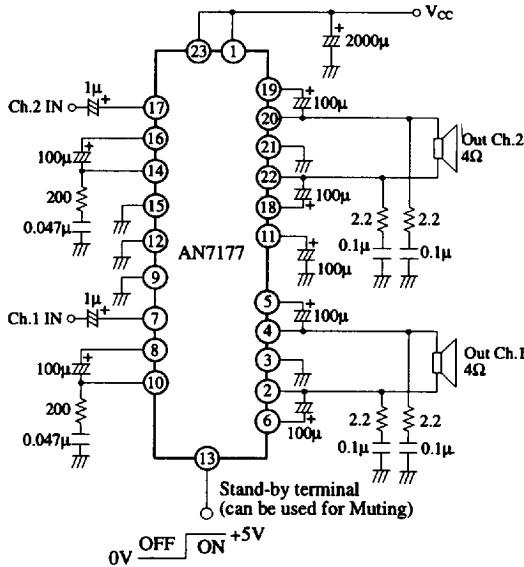 VCC
23 1
2000μ
1μ
19
Ch.2 IN
17
100μ
20
16
Out Ch.2
4Ω
21
100μ
14
22
200
100μ
15
18
2.2
2.2
0.047μ
12
AN7177
11
0.1μ
0.1μ
9
100μ
1μ
5
Ch.1 IN
7
100μ
4
8
Out Ch.1
4Ω
3
100μ
10
2
200
2.2
2.2
6
100μ
0.047μ
0.1μ
0.1μ
13
Stand-by terminal
(can be used for Muting)
0V OFF ON +5V